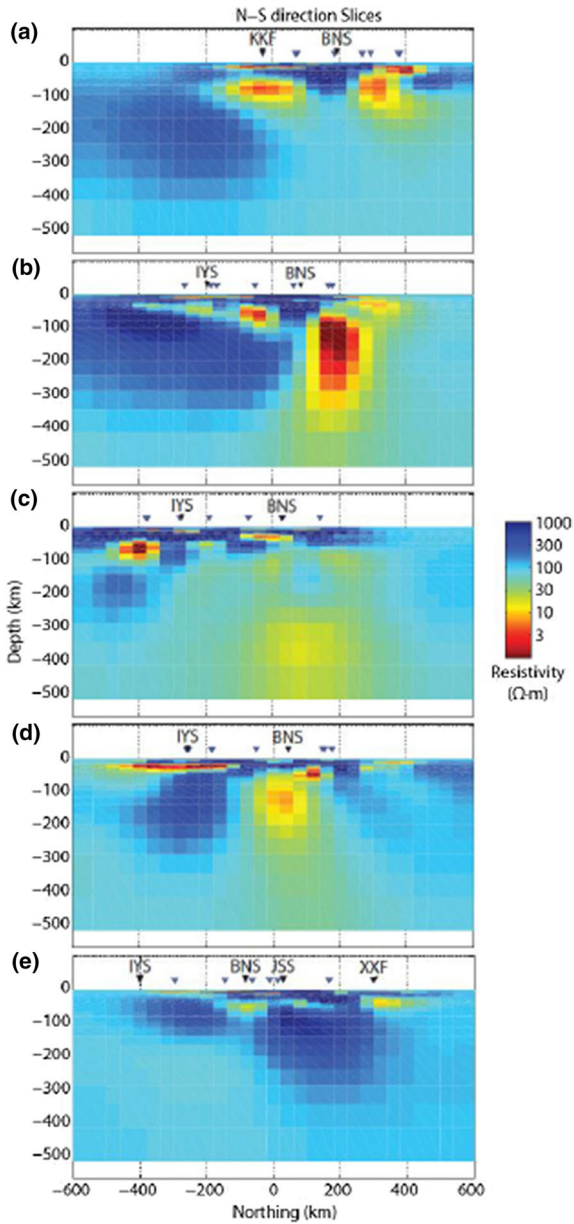 N–S direction Slices
(a)
KKF BNS
0
−100
−200
−300
−400
−500
(b)
IYS BNS
0
−100
−200
−300
−400
−500
(c)
IYS BNS
0
−100
−200
−300
−400
−500
Depth (km)
1000
300
100
30
10
3
Resistivity
(Ω·m)
(d)
IYS BNS
0
−100
−200
−300
−400
−500
(e)
IYS BNS JSS XXF
0
−100
−200
−300
−400
−500
−600 −400 −200 0 200 400 600
Northing (km)